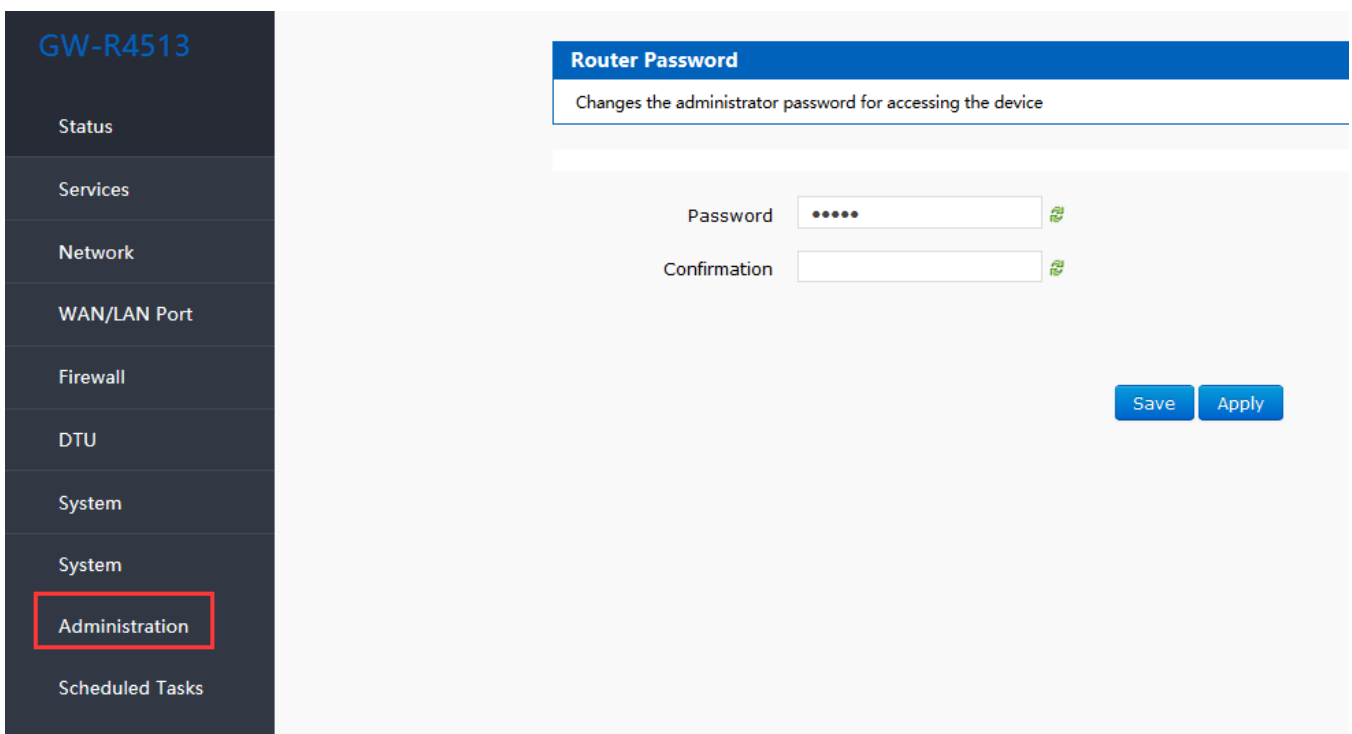 GW-R4513
Status
Services
Network
WAN/LAN Port
Firewall
DTU
System
System
Administration
Scheduled Tasks
Router Password
Changes the administrator password for accessing the device
Password •••••
Confirmation
Save Apply